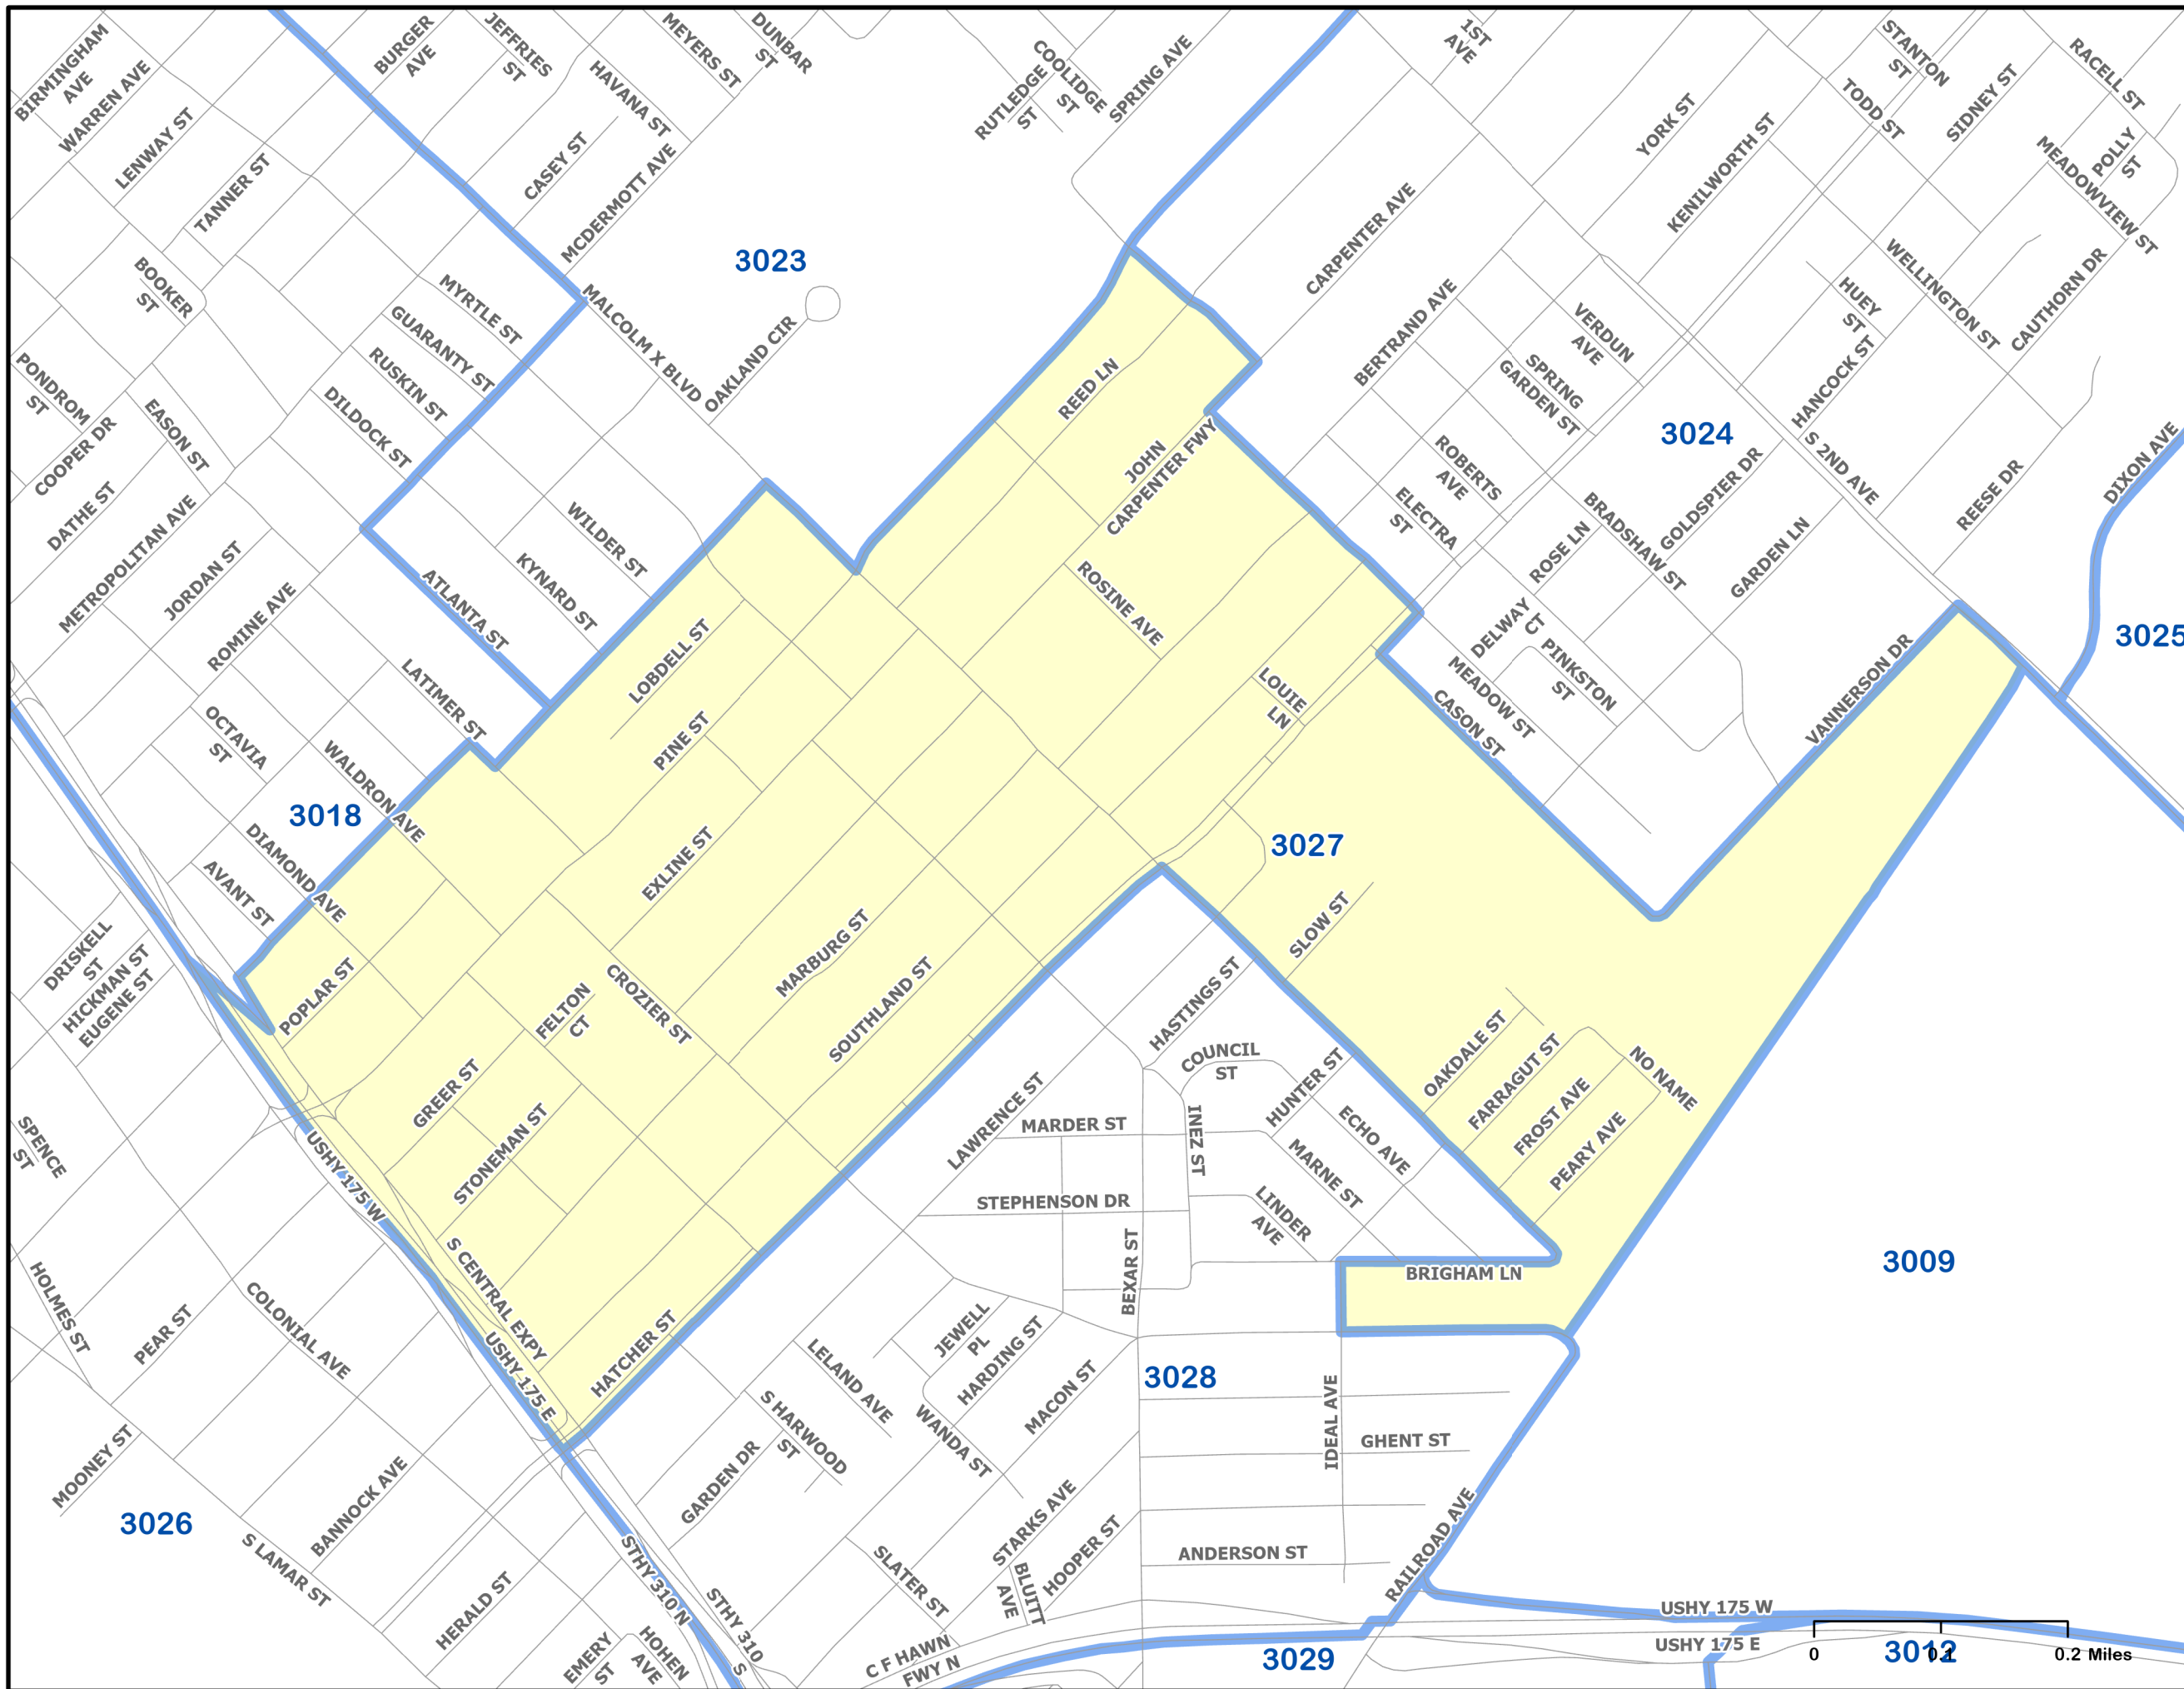 BIRMINGHAM
AVE
WARREN AVE
LENWAY ST
TANNER ST
BURGER
AVE
JEFFRIES
ST
HAVANA ST
CASEY ST
MCDERMOTT AVE
MEYERS ST
DUNBAR
ST
COOLIDGE
ST
RUTLEDGE
ST
SPRING AVE
1ST
AVE
CARPENTER AVE
YORK ST
KENILWORTH ST
STANTON
ST
TODD ST
SIDNEY ST
RACELL ST
POLLY
ST
MEADOWVIEW ST
WELLINGTON ST
CAUTHORN DR
HUEY
ST
HANCOCK ST
3023
BOOKER
ST
MYRTLE ST
GUARANTY ST
RUSKIN ST
DILDOCK ST
MALCOLM X BLVD
OAKLAND CIR
REED LN
JOHN
CARPENTER FWY
BERTRAND AVE
VERDUN
AVE
SPRING
GARDEN ST
ROBERTS
AVE
ELECTRA
ST
3024
S 2ND AVE
GOLDSPIER DR
BRADSHAW ST
ROSE LN
GARDEN LN
REESE DR
DIXON AVE
3025
PONDROM
ST
COOPER DR
EASON ST
DATHE ST
METROPOLITAN AVE
JORDAN ST
ROMINE AVE
ATLANTA ST
WILDER ST
KYNARD ST
LATIMER ST
LOBDELL ST
PINE ST
ROSINE AVE
LOUIE
LN
DELWAY
CT
PINKSTON
ST
MEADOW ST
CASON ST
VANNERSON DR
OCTAVIA
ST
WALDRON AVE
3018
DIAMOND AVE
AVANT ST
EXLINE ST
3027
SLOW ST
DRISKELL
ST
HICKMAN ST
EUGENE ST
POPLAR ST
FELTON
CT
CROZIER ST
MARBURG ST
SOUTHLAND ST
HASTINGS ST
COUNCIL
ST
HUNTER ST
OAKDALE ST
FARRAGUT ST
FROST AVE
PEARY AVE
NO NAME
GREER ST
STONEMAN ST
LAWRENCE ST
MARDER ST
INEZ ST
ECHO AVE
MARNE ST
LINDER
AVE
STEPHENSON DR
BEXAR ST
BRIGHAM LN
3009
SPENCE
ST
USHY 175 W
S CENTRAL EXPY
USHY 175 E
HOLMES ST
PEAR ST
COLONIAL AVE
HATCHER ST
JEWELL
PL
HARDING ST
LELAND AVE
MACON ST
WANDA ST
3028
IDEAL AVE
GHENT ST
S HARWOOD
ST
GARDEN DR
MOONEY ST
BANNOCK AVE
3026
S LAMAR ST
HERALD ST
STHY 310 N
STHY 310
S
EMERY
ST
HOHEN
AVE
SLATER ST
STARKS AVE
BLUITT
AVE
HOOPER ST
ANDERSON ST
RAILROAD AVE
C F HAWN
FWY N
3029
USHY 175 W
USHY 175 E
3012
0
0.1
0.2 Miles